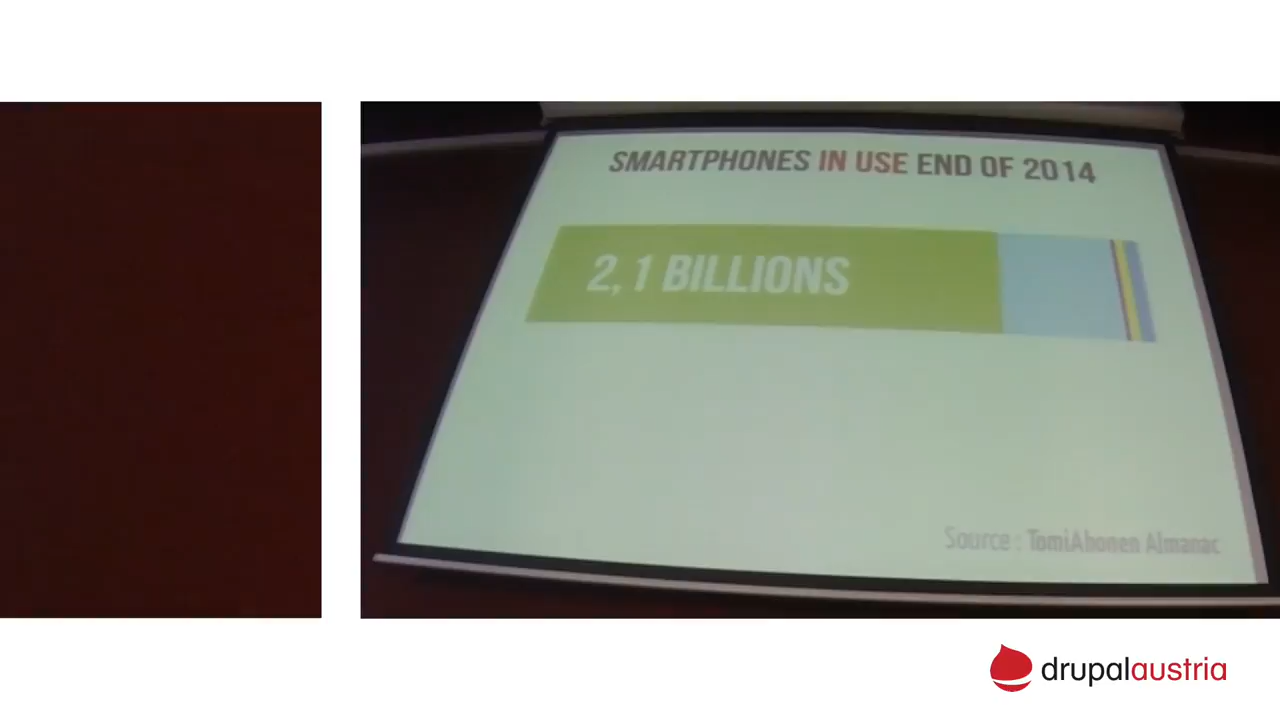 SMARTPHONES IN USE END OF 2014
2,1 BILLIONS
Source : TomiAhonen Almanac
drupalaustria